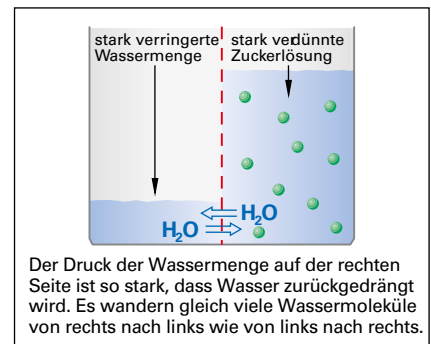 stark verringerte
Wassermenge
stark verdünnte
Zuckerlösung
H₂O
H₂O
Der Druck der Wassermenge auf der rechten
Seite ist so stark, dass Wasser zurückgedrängt
wird. Es wandern gleich viele Wassermoleküle
von rechts nach links wie von links nach rechts.